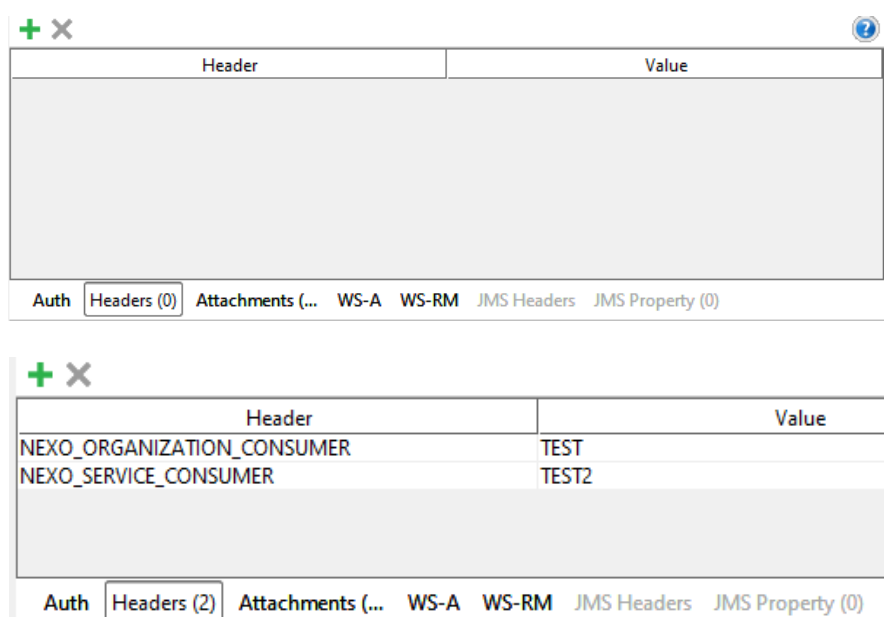 ?
Header Value
Auth Headers (0) Attachments (... WS-A WS-RM JMS Headers JMS Property (0)
Header Value
NEXO_ORGANIZATION_CONSUMER TEST
NEXO_SERVICE_CONSUMER TEST2
Auth Headers (2) Attachments (... WS-A WS-RM JMS Headers JMS Property (0)